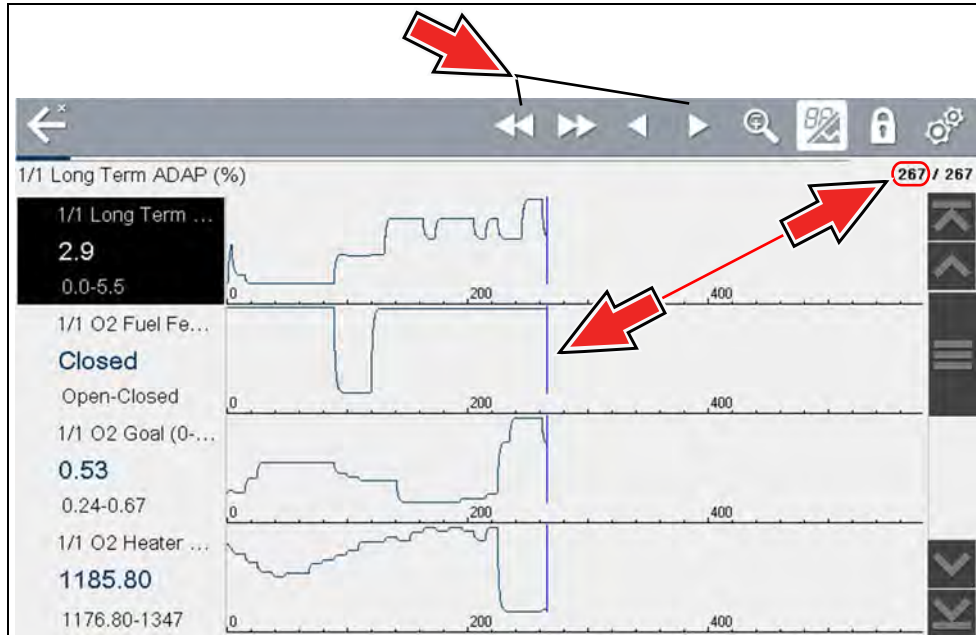 1/1 Long Term ADAP (%)
267 / 267
1/1 Long Term ...
2.9
0.0-5.5
0 200 400
1/1 O2 Fuel Fe...
Closed
Open-Closed
0 200 400
1/1 O2 Goal (0-...
0.53
0.24-0.67
0 200 400
1/1 O2 Heater ...
1185.80
1176.80-1347
0 200 400